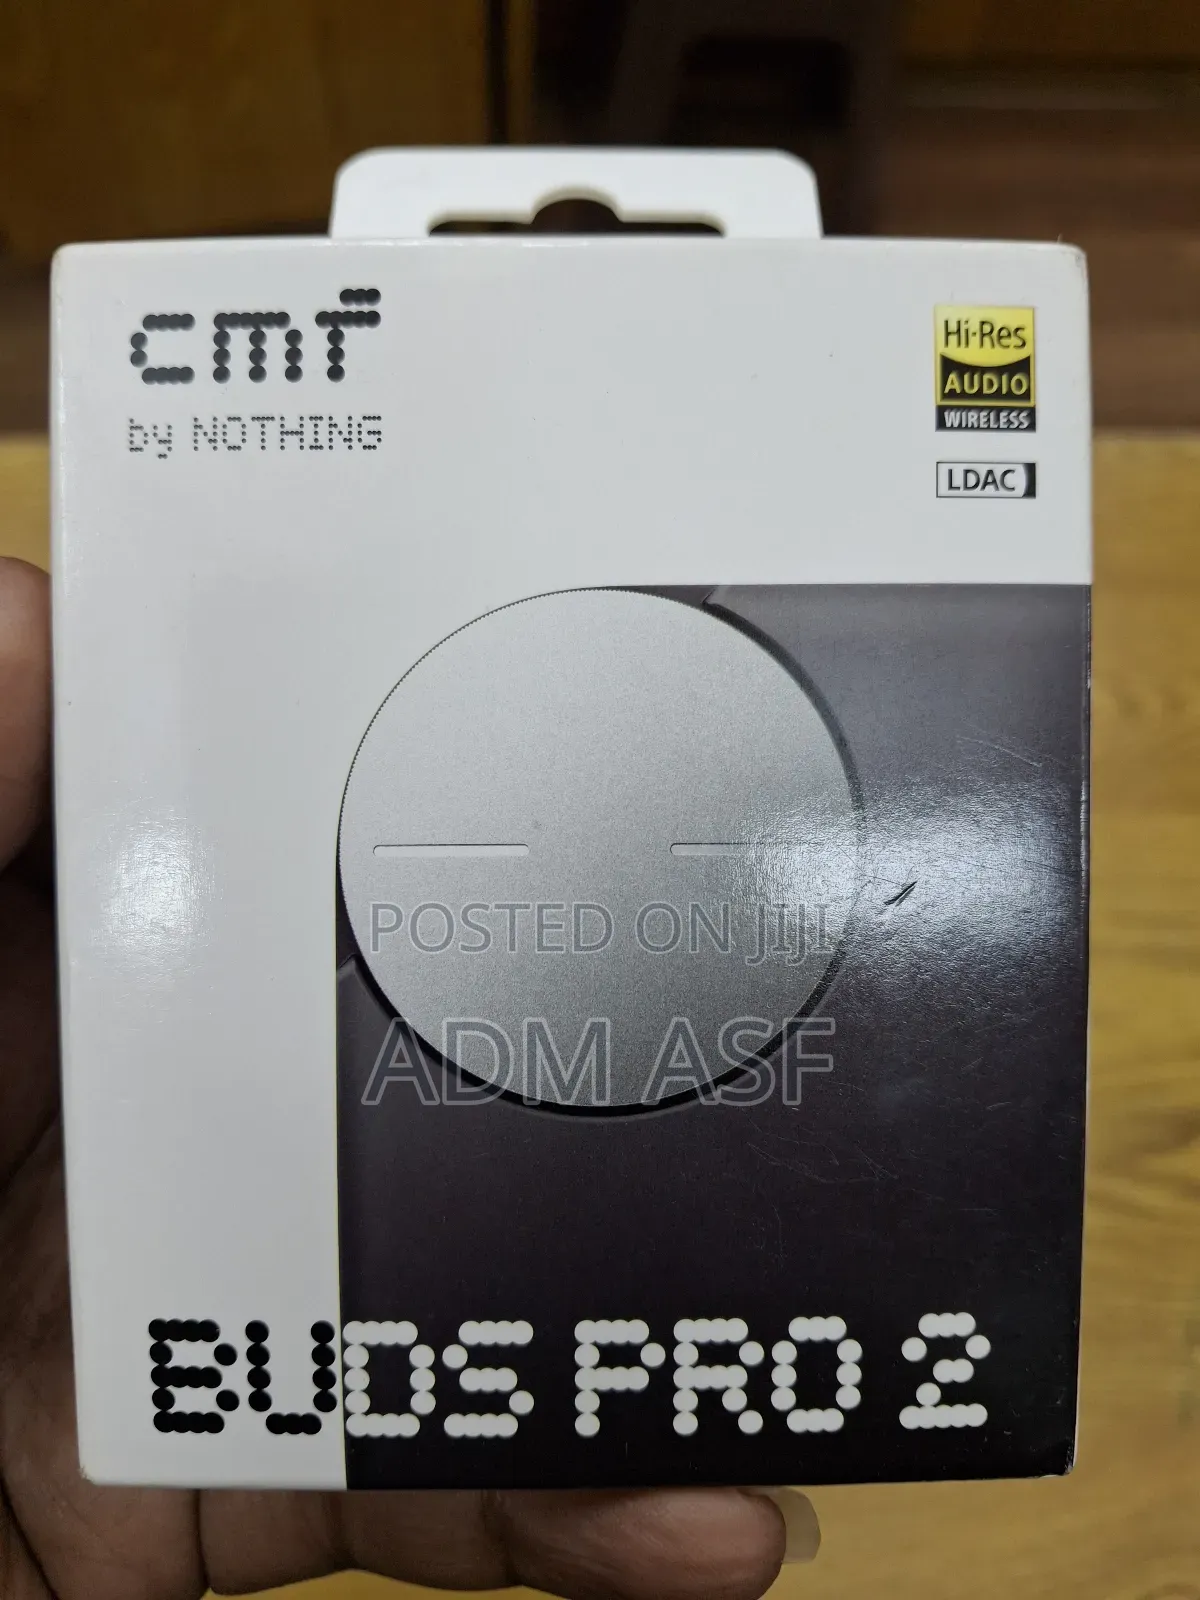 cmf
by NOTHING
Hi-Res
AUDIO
WIRELESS
LDAC
POSTED ON JIJI
ADM ASF
BUDS PRO 2